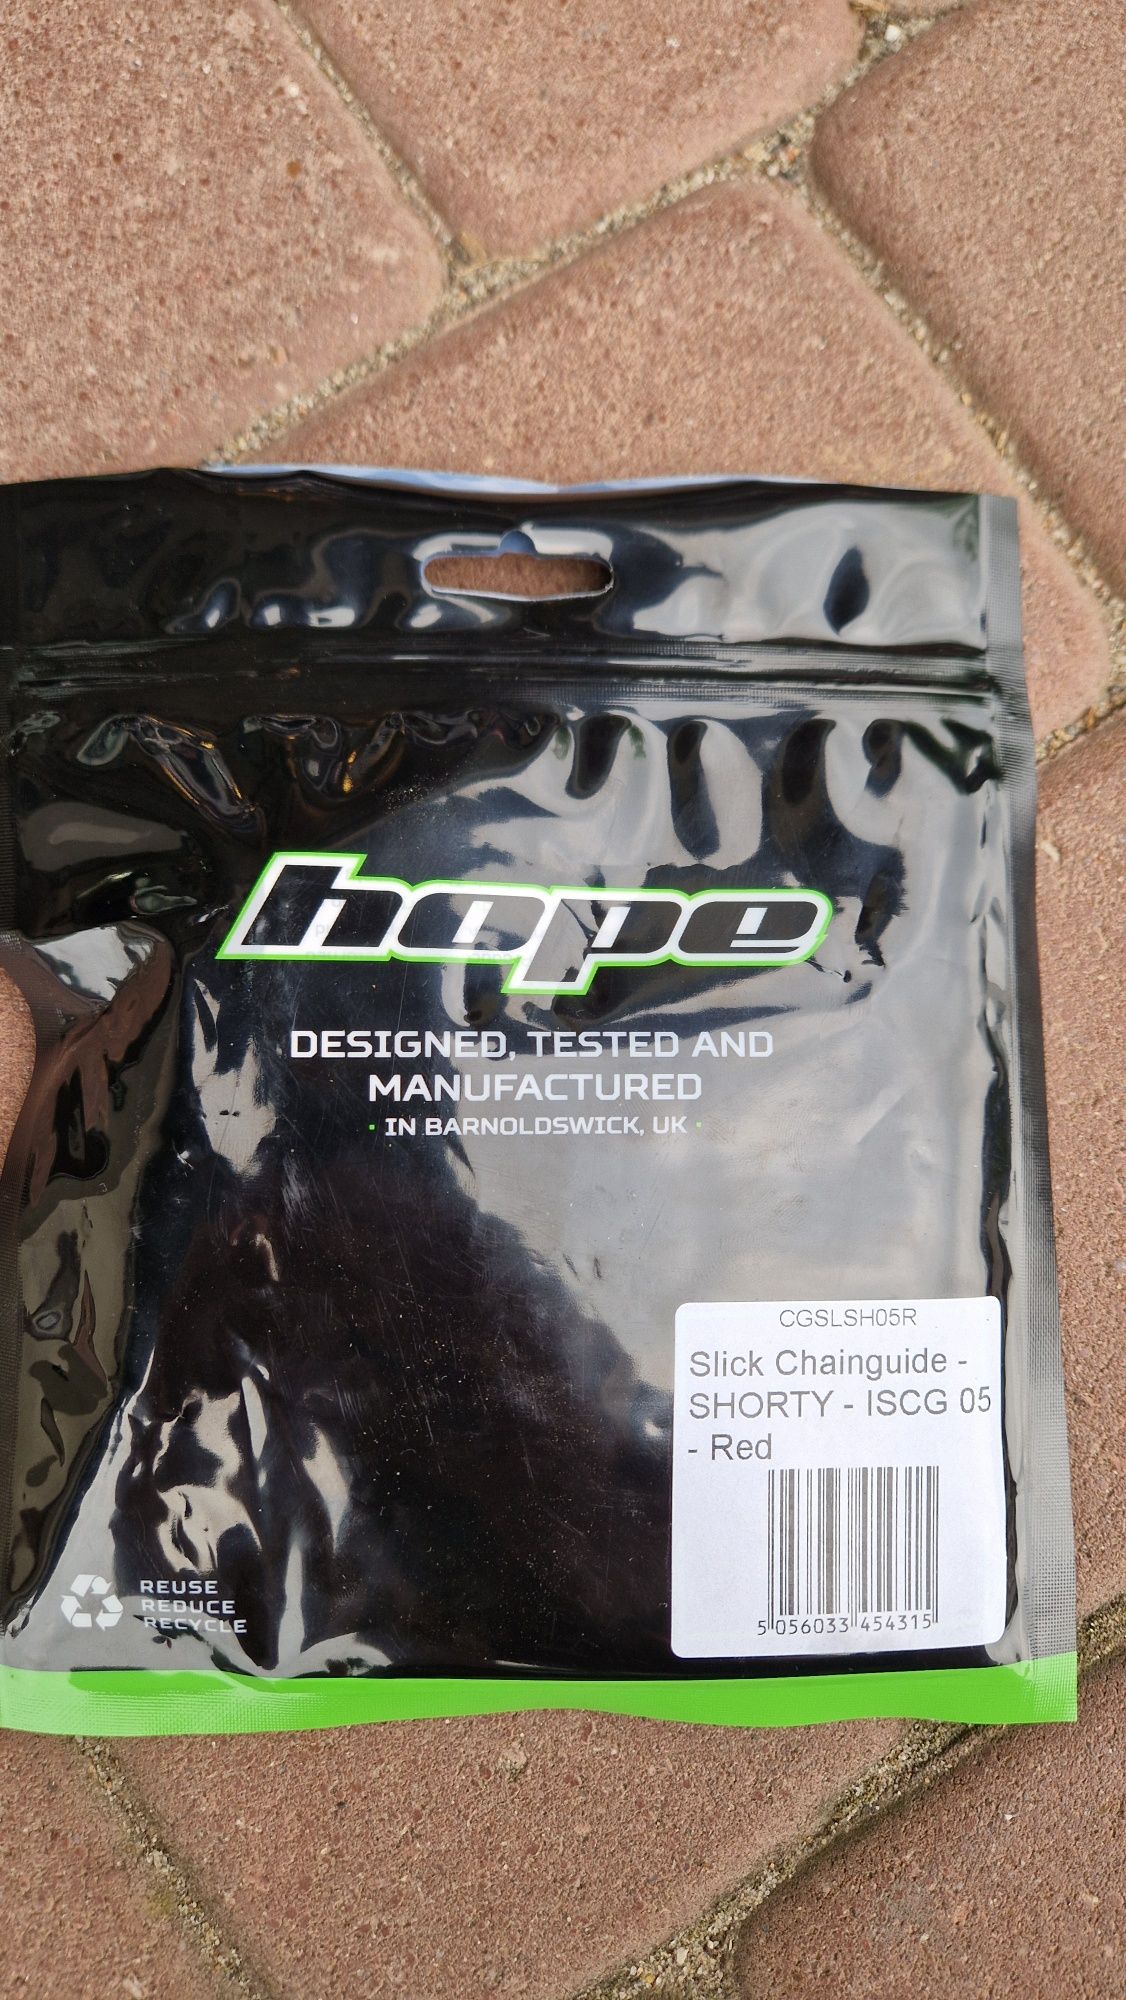 hope
DESIGNED, TESTED AND
MANUFACTURED
· IN BARNOLDSWICK, UK ·
CGSLSH05R
Slick Chainguide -
SHORTY - ISCG 05
- Red
5 056033 454315
REUSE
REDUCE
RECYCLE